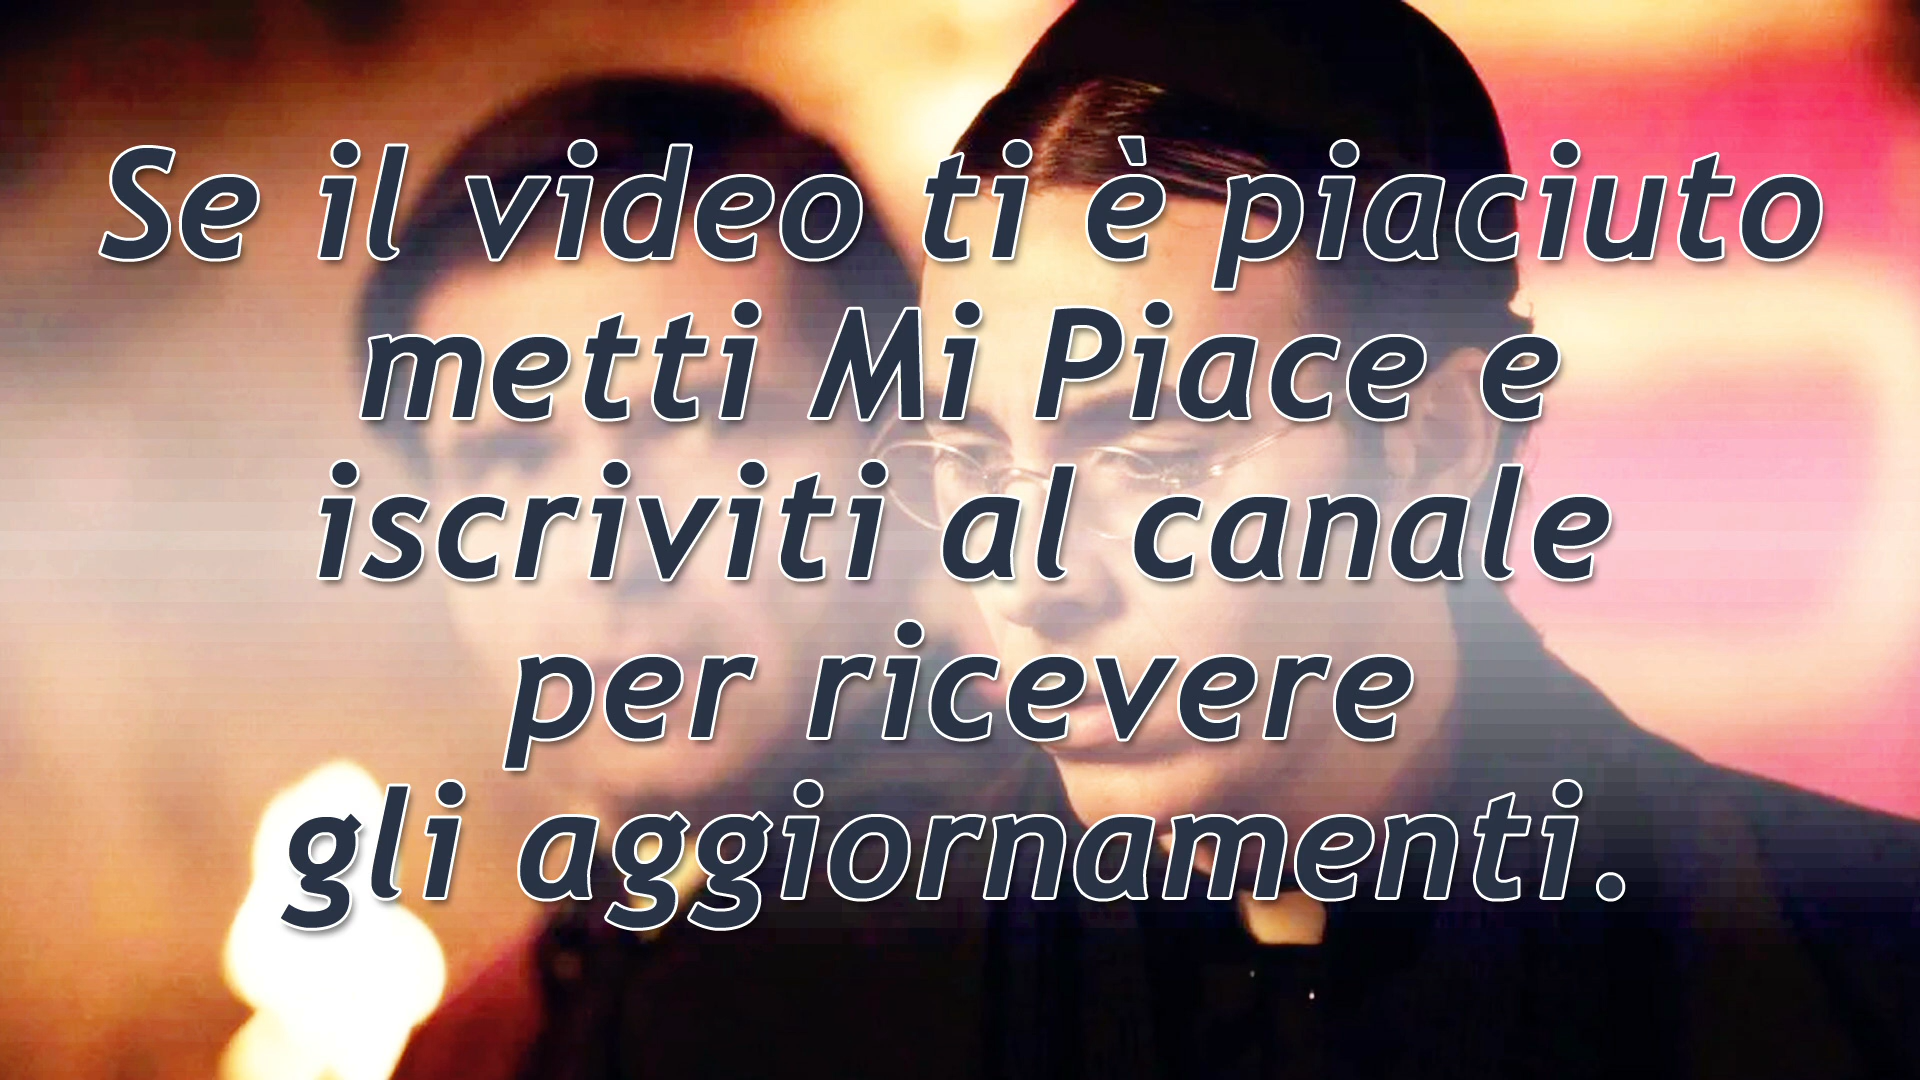 Se il video ti è piaciuto
metti Mi Piace e
iscriviti al canale
per ricevere
gli aggiornamenti.